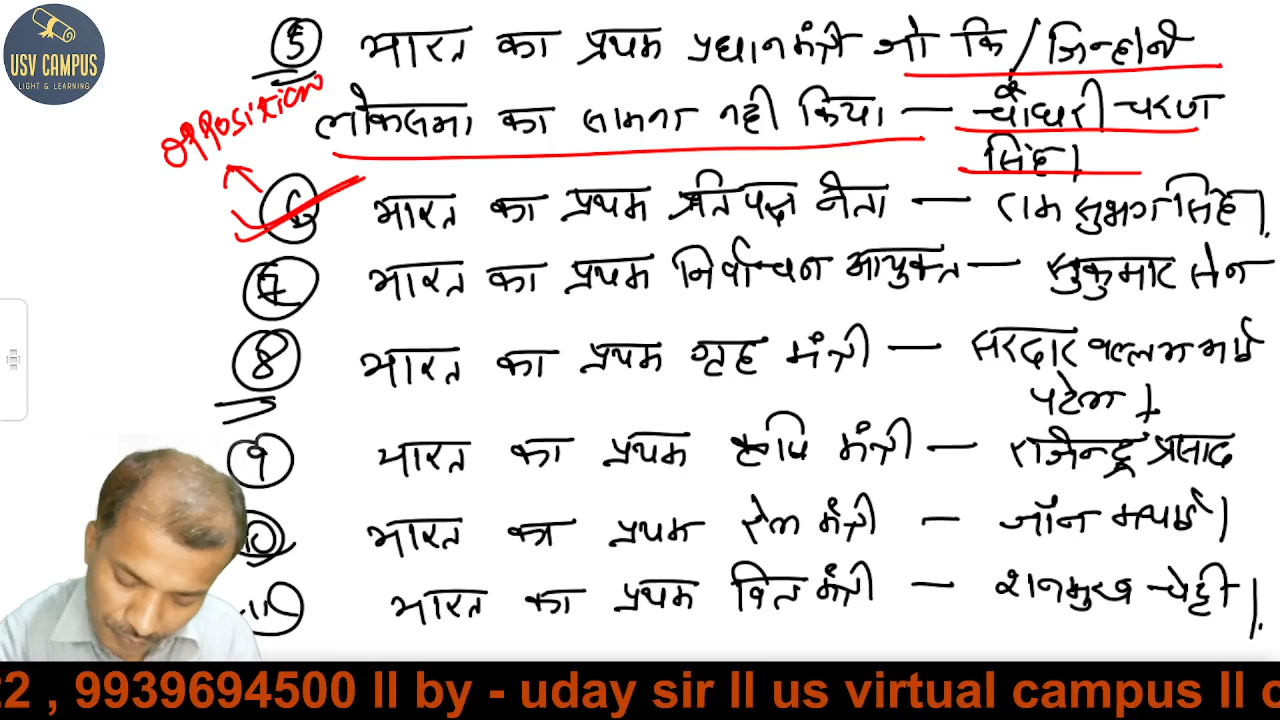 USV CAMPUS
LIGHT & LEARNING
5 भारत का प्रथम प्रधानमंत्री जो कि / जिन्होंने
लोकसभा का सामना नही किया — चौधरी चरण
सिंह।
OPPOSITION
6 भारत का प्रथम प्रतिपक्ष नेता — राम सुभग सिंह।
7 भारत का प्रथम निर्वाचन आयुक्त — सुकुमार सेन
8 भारत का प्रथम गृह मंत्री — सरदार वल्लभ भाई
पटेल।
9 भारत का प्रथम कृषि मंत्री — राजेन्द्र प्रसाद
10 भारत का प्रथम रेल मंत्री — जॉन मथाई।
11 भारत का प्रथम वित मंत्री — शनमुख चेट्टी।
22 , 9939694500 ll by - uday sir ll us virtual campus ll